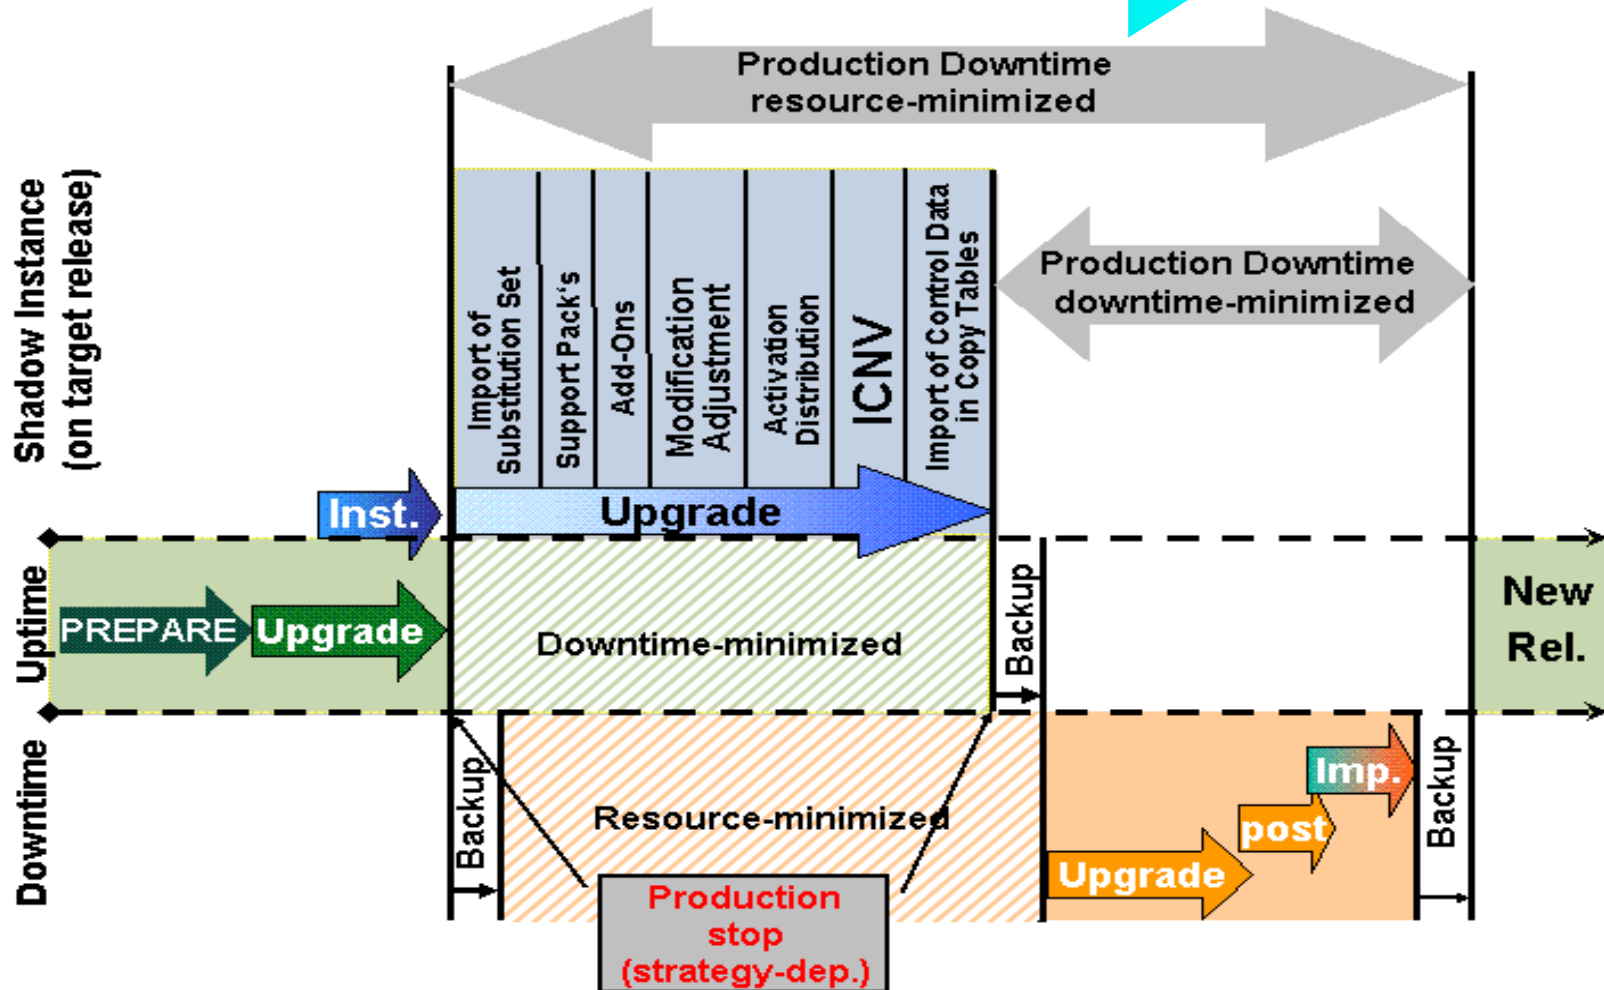 Production Downtime
resource-minimized
Shadow Instance
(on target release)
Import of
Substitution Set
Support Pack's
Add-Ons
Modification
Adjustment
Activation
Distribution
ICNV
Import of Control Data
in Copy Tables
Production Downtime
downtime-minimized
Inst.
Upgrade
Uptime
PREPARE
Upgrade
Downtime-minimized
Backup
New
Rel.
Downtime
Backup
Resource-minimized
Upgrade
post
Imp.
Backup
Production
stop
(strategy-dep.)